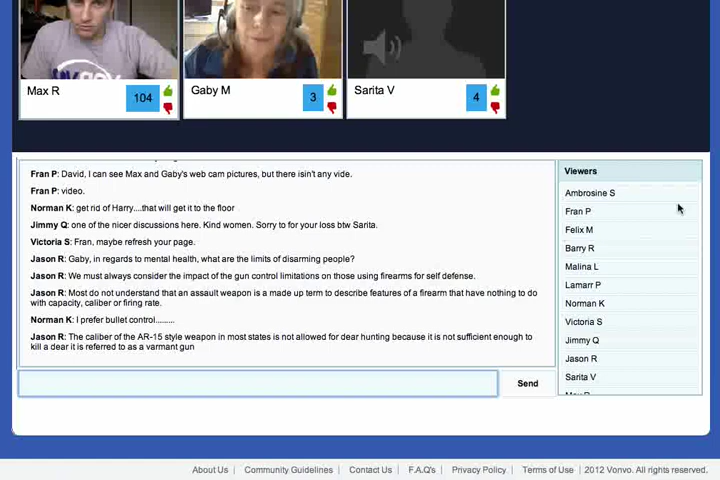 Max R
104
Gaby M
3
Sarita V
4
Fran P: David, I can see Max and Gaby's web cam pictures, but there isin't any vide.
Fran P: video.
Norman K: get rid of Harry....that will get it to the floor
Jimmy Q: one of the nicer discussions here. Kind women. Sorry to for your loss btw Sarita.
Victoria S: Fran, maybe refresh your page.
Jason R: Gaby, in regards to mental health, what are the limits of disarming people?
Jason R: We must always consider the impact of the gun control limitations on those using firearms for self defense.
Jason R: Most do not understand that an assault weapon is a made up term to describe features of a firearm that have nothing to do
with capacity, caliber or firing rate.
Norman K: I prefer bullet control.........
Jason R: The caliber of the AR-15 style weapon in most states is not allowed for dear hunting because it is not sufficient enough to
kill a dear it is referred to as a varmant gun
Send
Viewers
Ambrosine S
Fran P
Felix M
Barry R
Malina L
Lamarr P
Norman K
Victoria S
Jimmy Q
Jason R
Sarita V
About Us | Community Guidelines | Contact Us | F.A.Q's | Privacy Policy | Terms of Use | 2012 Vonvo. All rights reserved.